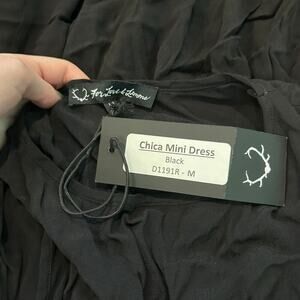 For Love & Lemons
Chica Mini Dress
Black
D1191R - M